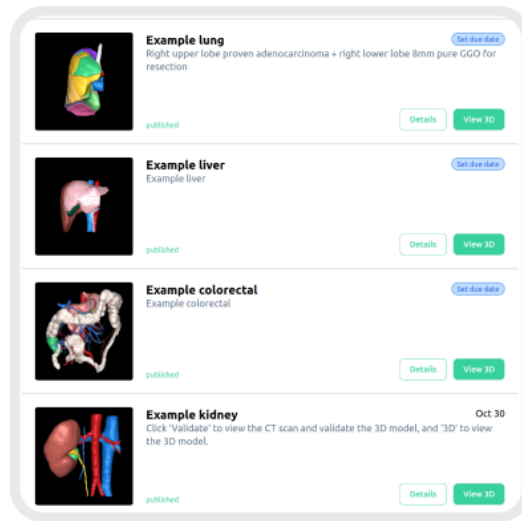 Example lung
Set due date
Right upper lobe proven adenocarcinoma + right lower lobe 8mm pure GGO for
resection
published
Details
View 3D
Example liver
Set due date
Example liver
published
Details
View 3D
Example colorectal
Set due date
Example colorectal
published
Details
View 3D
Example kidney
Oct 30
Click 'Validate' to view the CT scan and validate the 3D model, and '3D' to view
the 3D model.
published
Details
View 3D